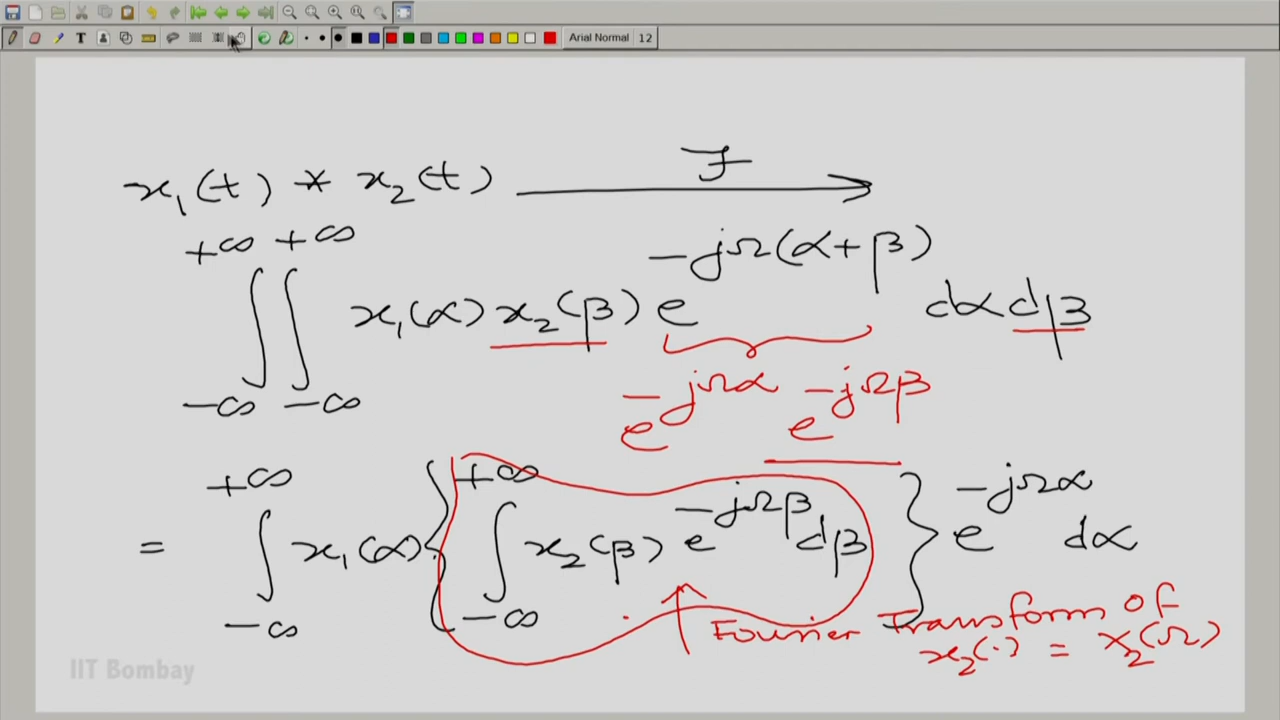 Arial Normal 12
x₁(t) * x₂(t) ⟶ ℱ
+∞ +∞
∫∫ x₁(α) x₂(β) e^{-jΩ(α+β)} dα dβ
-∞ -∞
e^{-jΩα} e^{-jΩβ}
+∞ +∞
= ∫ x₁(α) { ∫ x₂(β) e^{-jΩβ} dβ } e^{-jΩα} dα
-∞ -∞
Fourier Transform of
x₂(·) = X₂(Ω)
IIT Bombay